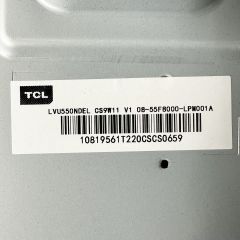 TCL
LVU550NDEL CS9W11 V1 08-55F8000-LPM001A
10819561T220CSCS0659